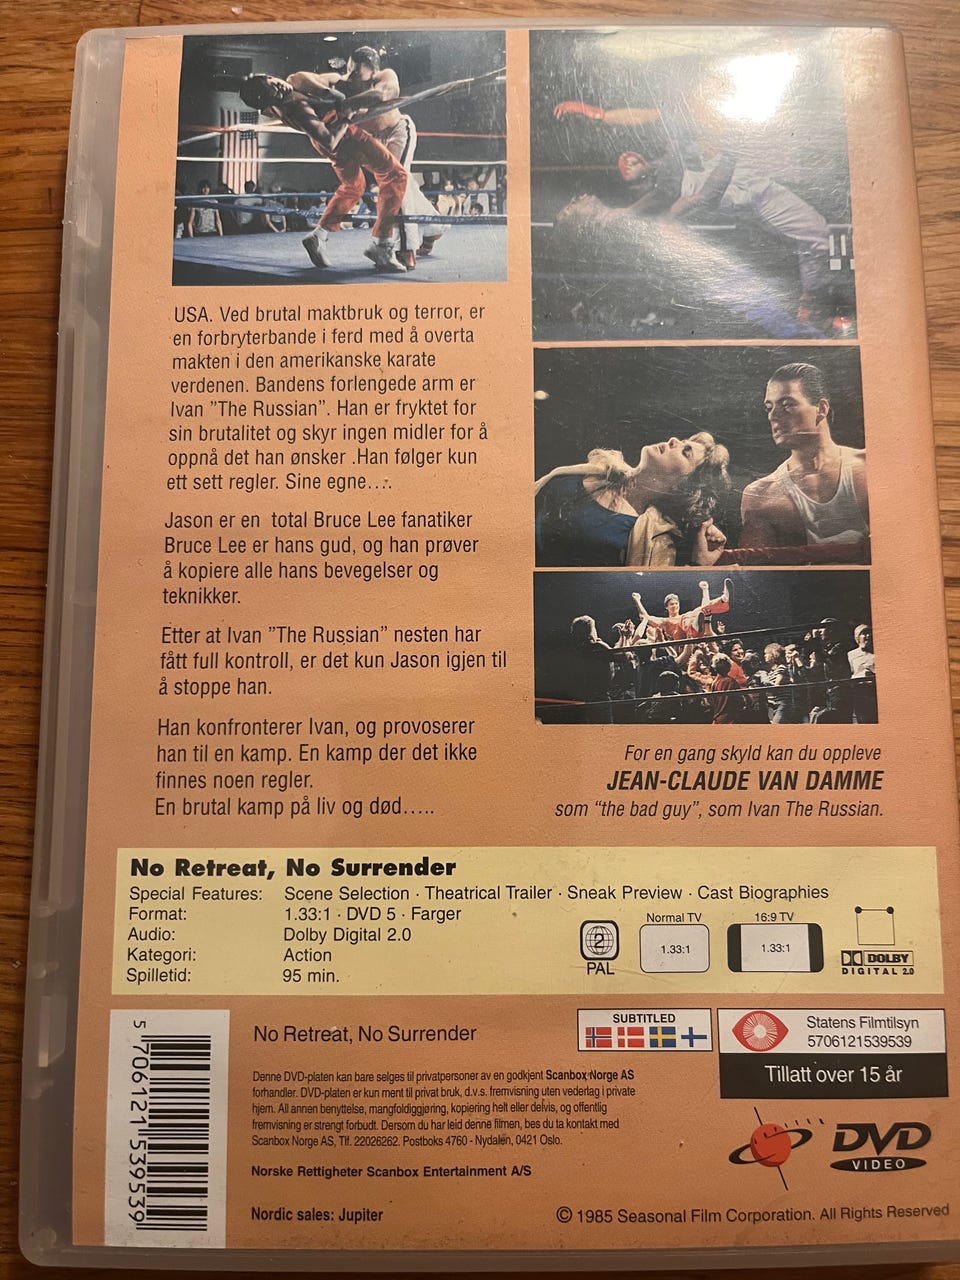 USA. Ved brutal maktbruk og terror, er
en forbryterbande i ferd med å overta
makten i den amerikanske karate
verdenen. Bandens forlengede arm er
Ivan ”The Russian”. Han er fryktet for
sin brutalitet og skyr ingen midler for å
oppnå det han ønsker .Han følger kun
ett sett regler. Sine egne….
Jason er en total Bruce Lee fanatiker
Bruce Lee er hans gud, og han prøver
å kopiere alle hans bevegelser og
teknikker.
Etter at Ivan ”The Russian” nesten har
fått full kontroll, er det kun Jason igjen til
å stoppe han.
Han konfronterer Ivan, og provoserer
han til en kamp. En kamp der det ikke
finnes noen regler.
En brutal kamp på liv og død…..
For en gang skyld kan du oppleve
JEAN-CLAUDE VAN DAMME
som “the bad guy”, som Ivan The Russian.
No Retreat, No Surrender
Special Features: Scene Selection · Theatrical Trailer · Sneak Preview · Cast Biographies
Format: 1.33:1 · DVD 5 · Farger
Audio: Dolby Digital 2.0
Kategori: Action
Spilletid: 95 min.
2
PAL
Normal TV
1.33:1
16:9 TV
1.33:1
DOLBY
DIGITAL 2.0
5 706121 539539
No Retreat, No Surrender
SUBTITLED
Statens Filmtilsyn
5706121539539
Tillatt over 15 år
Denne DVD-platen kan bare selges til privatpersoner av en godkjent Scanbox Norge AS
forhandler. DVD-platen er kun ment til privat bruk, d.v.s. fremvisning uten vederlag i private
hjem. All annen benyttelse, mangfoldiggjøring, kopiering helt eller delvis, og offentlig
fremvisning er strengt forbudt. Dersom du har leid denne filmen, bes du ta kontakt med
Scanbox Norge AS, Tlf. 22026262. Postboks 4760 - Nydalen, 0421 Oslo.
Norske Rettigheter Scanbox Entertainment A/S
DVD
VIDEO
Nordic sales: Jupiter
© 1985 Seasonal Film Corporation. All Rights Reserved